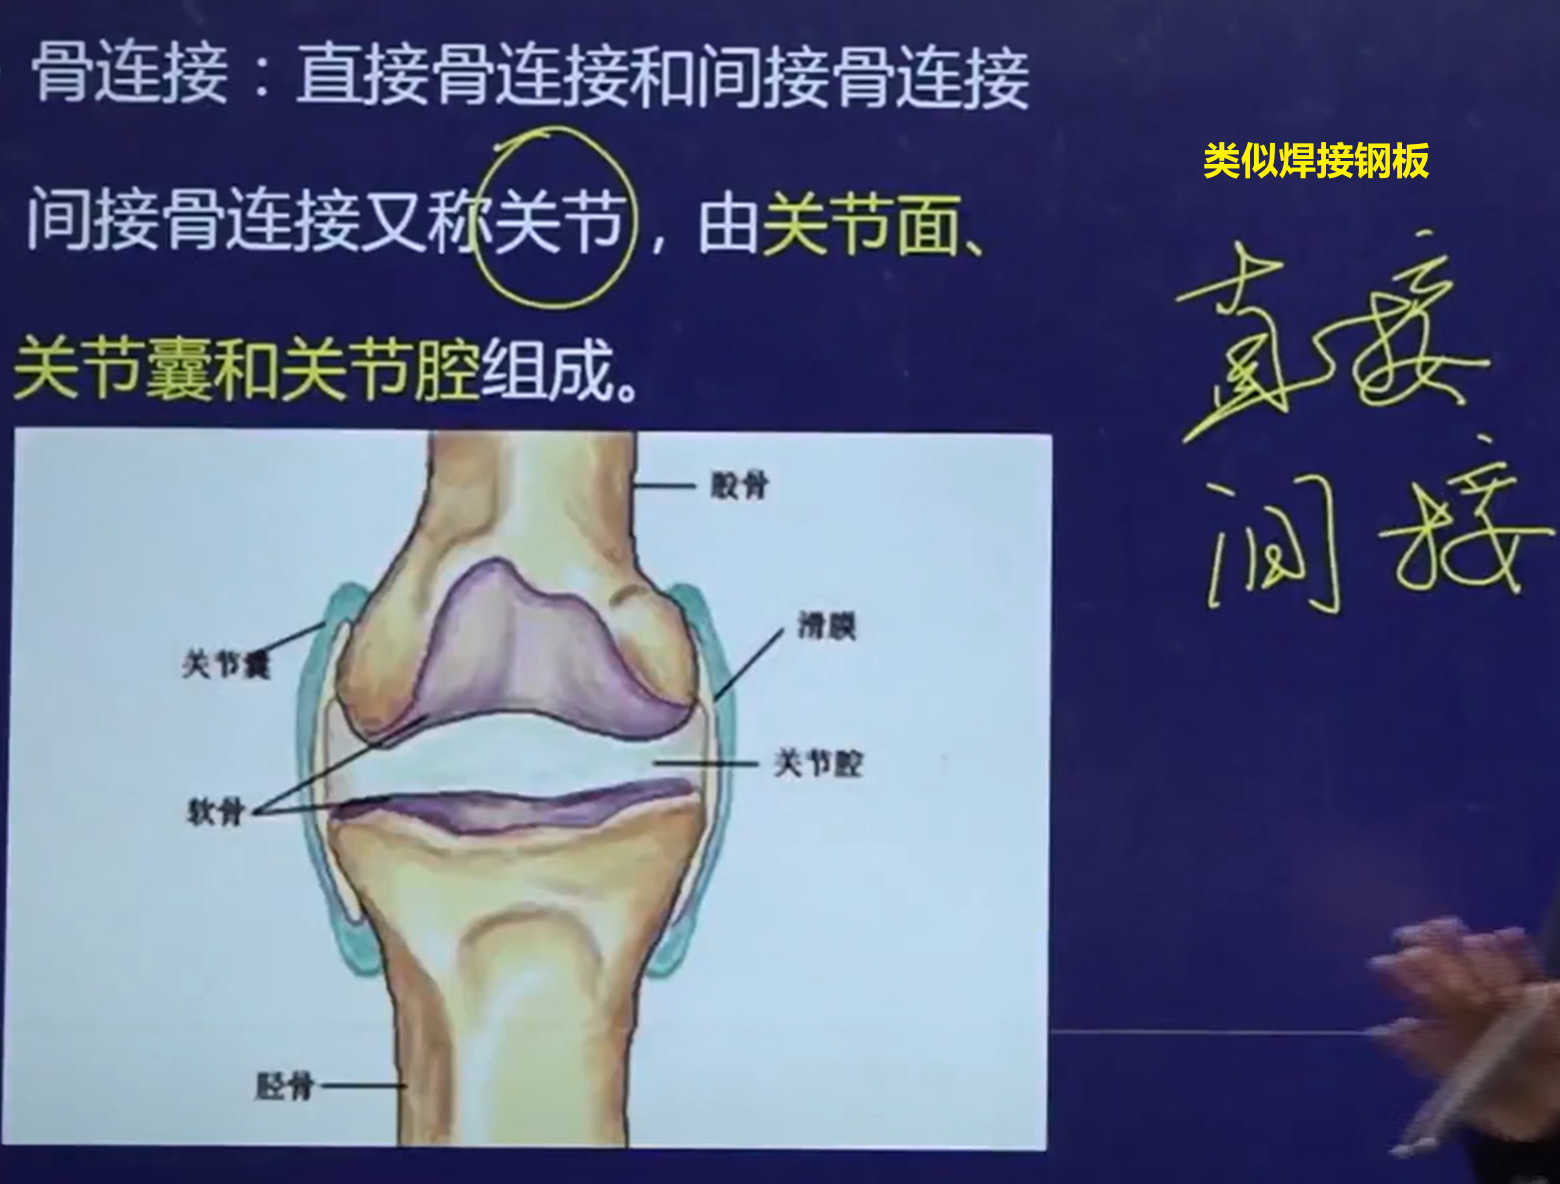 骨连接：直接骨连接和间接骨连接
间接骨连接又称关节，由关节面、
关节囊和关节腔组成。
类似焊接钢板
直接
间接
股骨
滑膜
关节囊
关节腔
软骨
胫骨